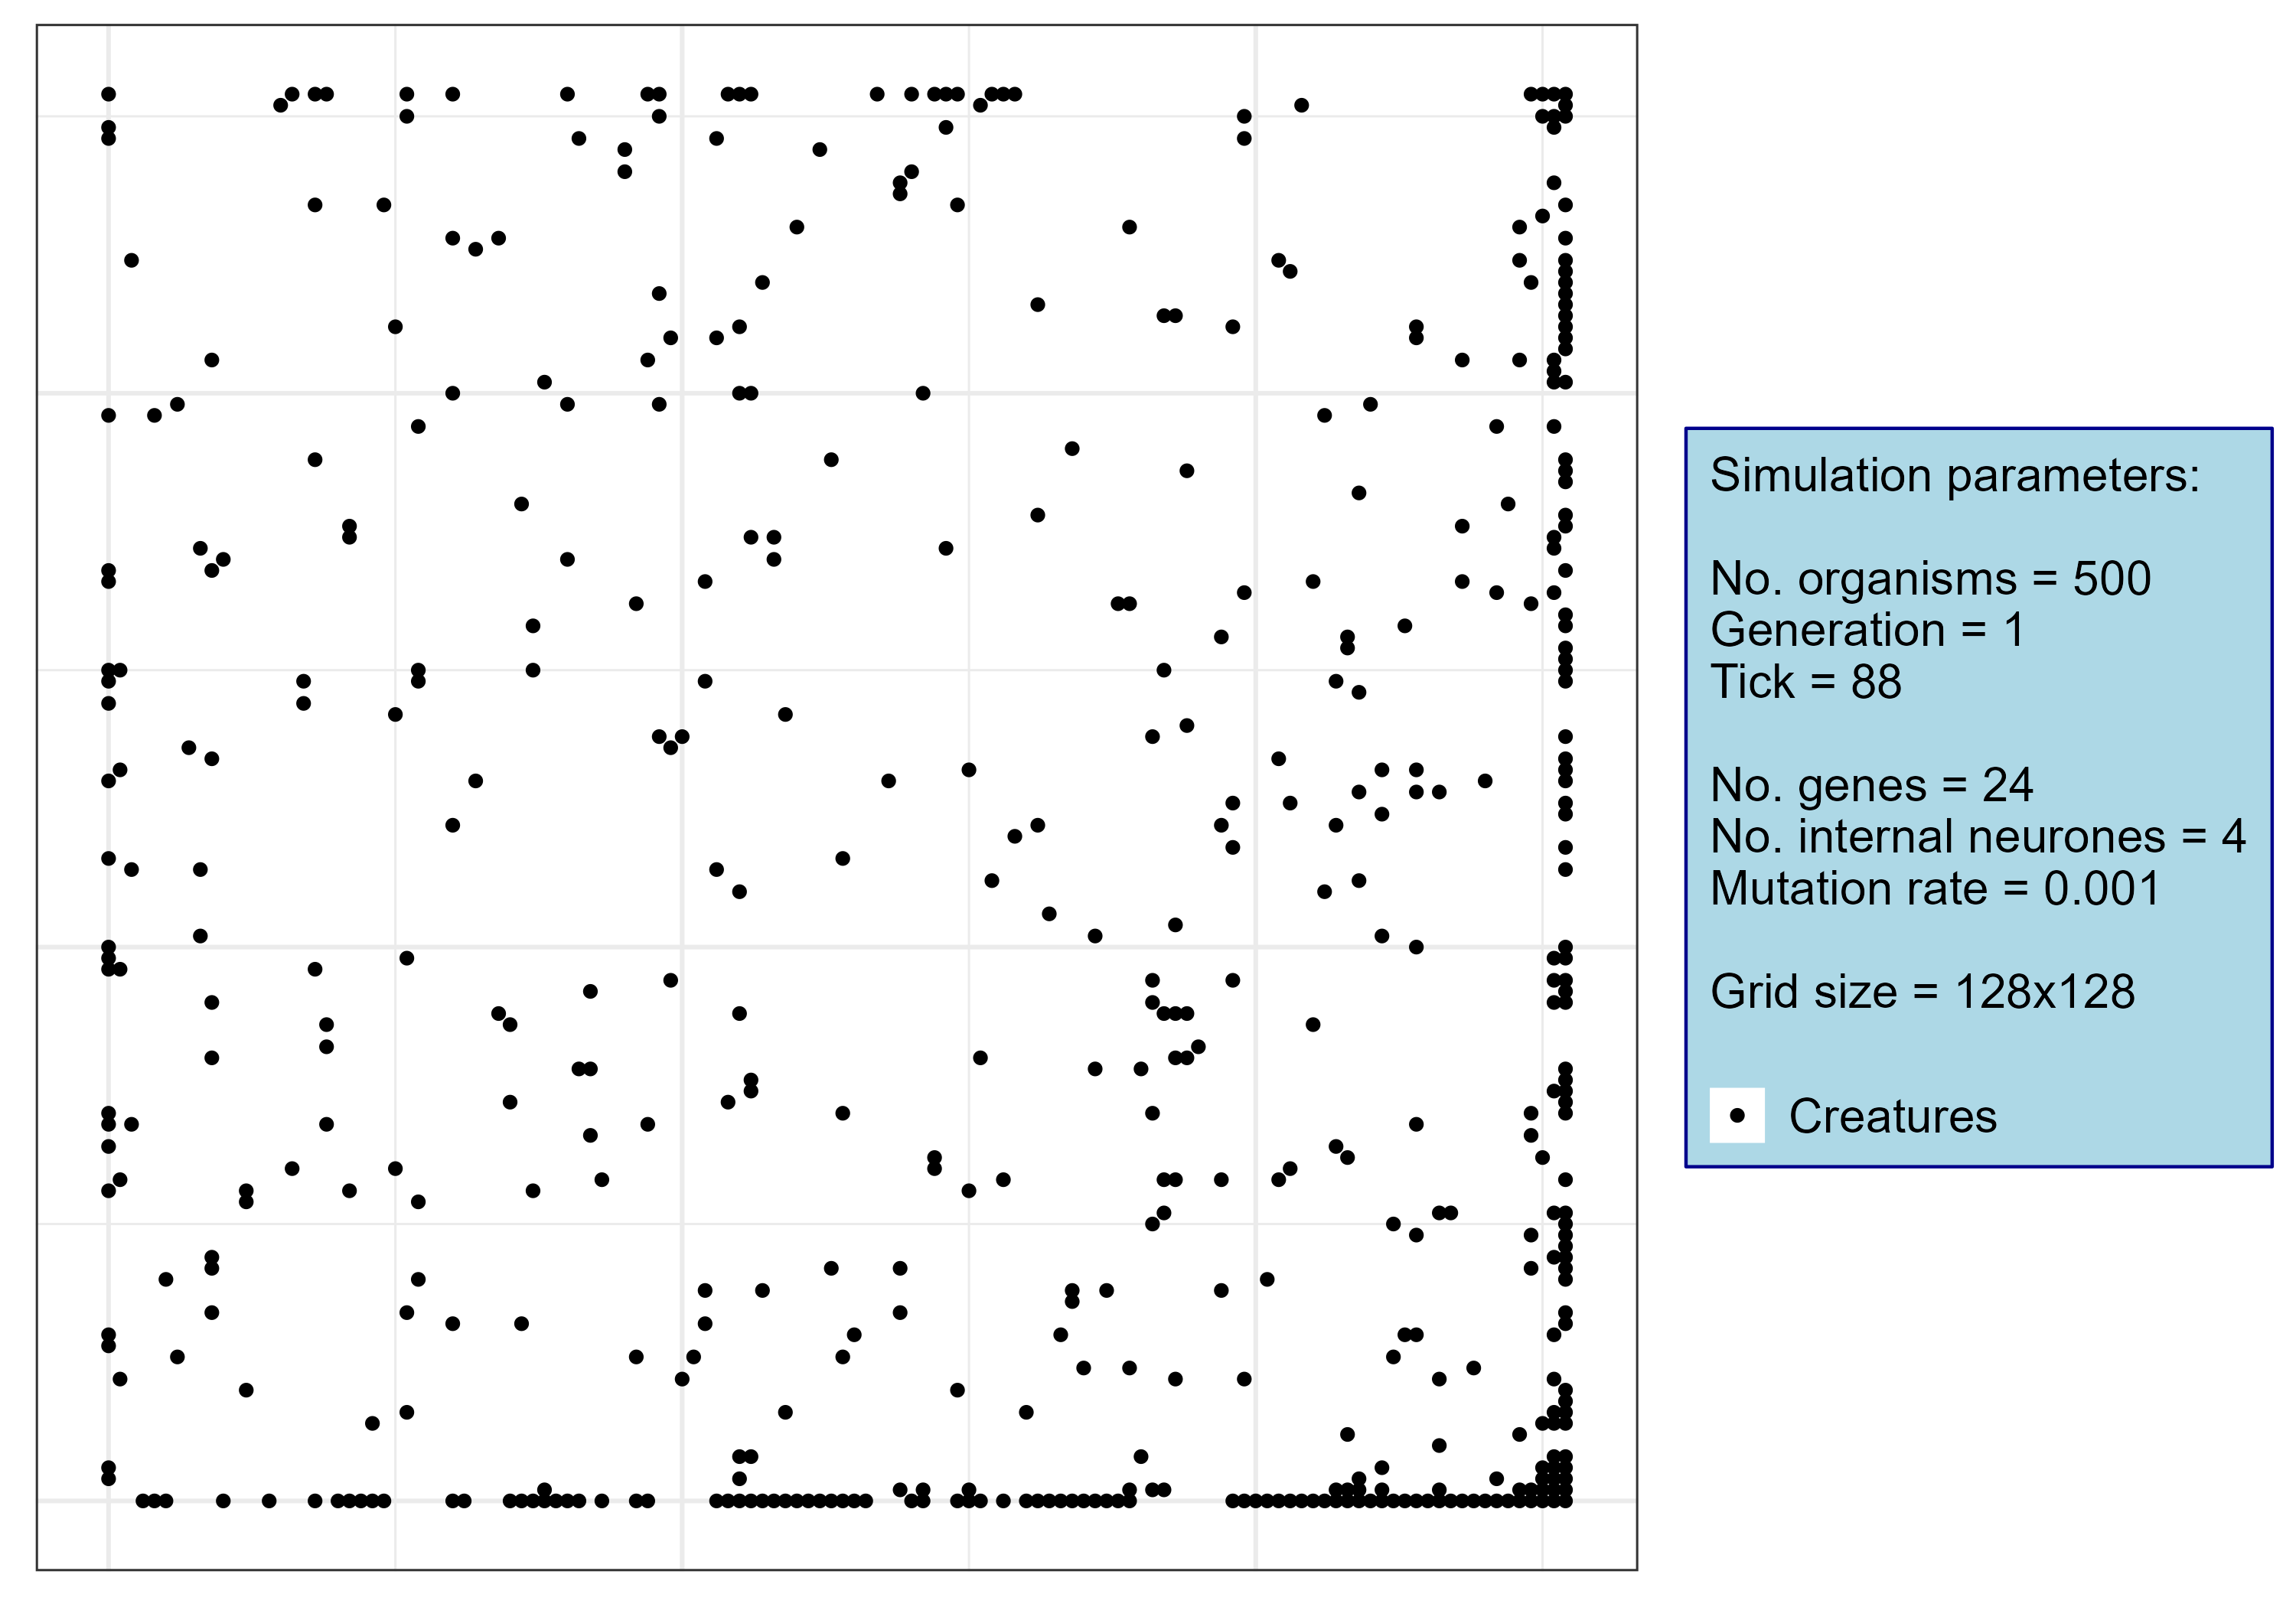 Simulation parameters:
No. organisms = 500
Generation = 1
Tick = 88
No. genes = 24
No. internal neurones = 4
Mutation rate = 0.001
Grid size = 128x128
Creatures